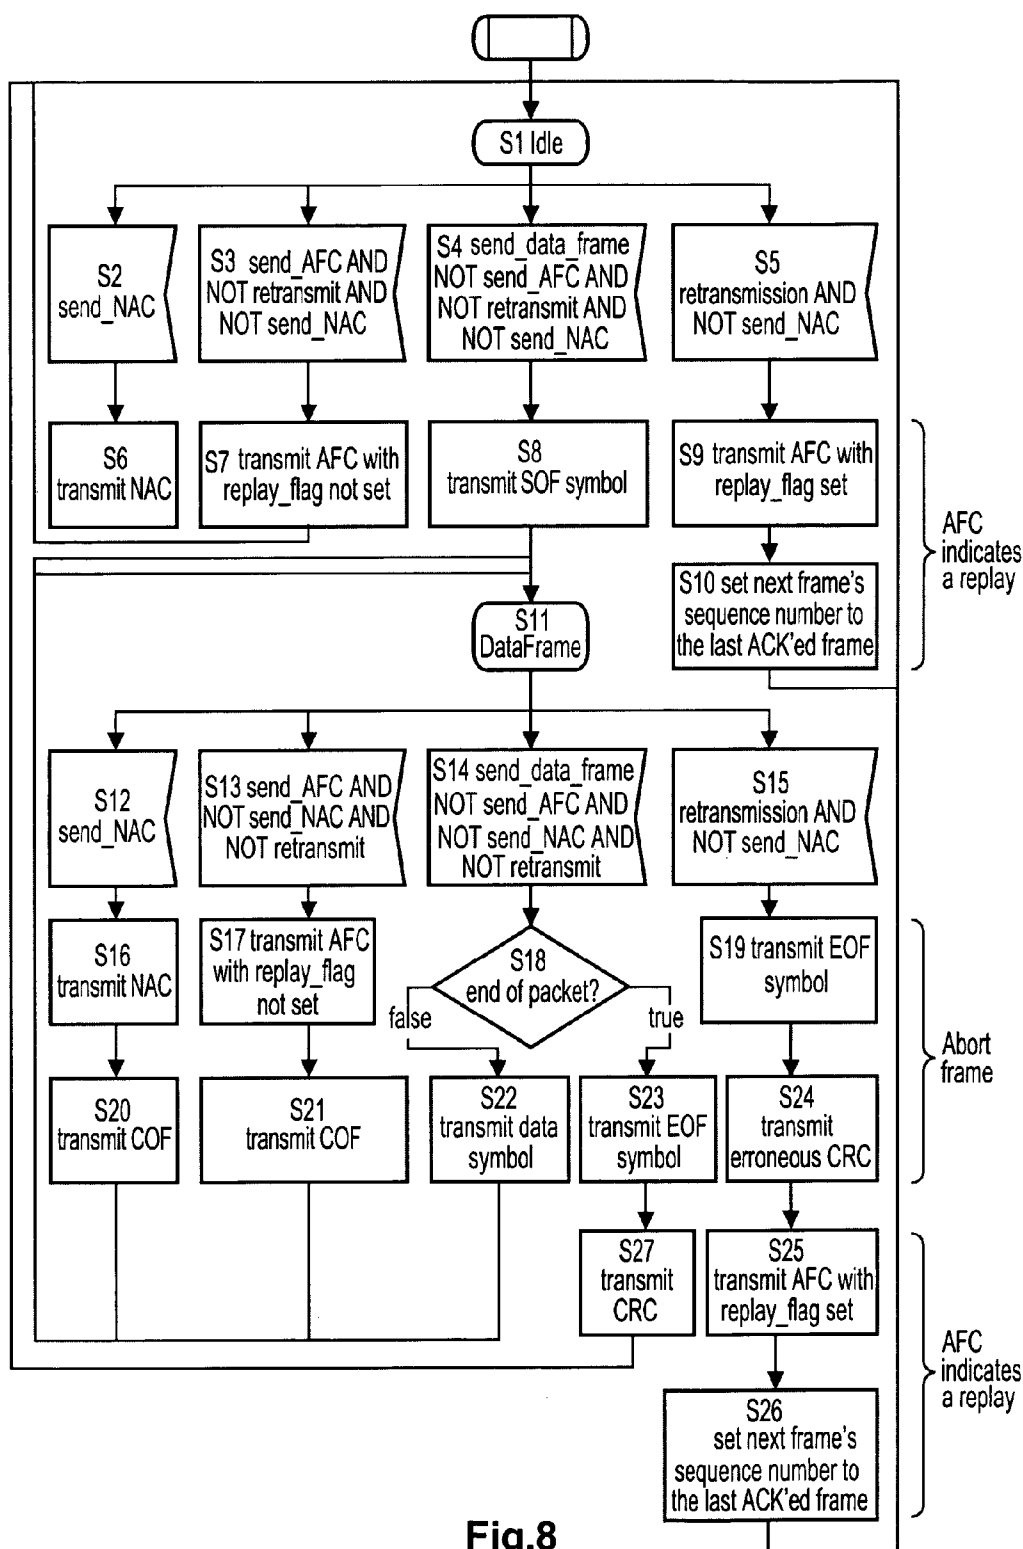 S1 Idle
S2
send_NAC
S3 send_AFC AND
NOT retransmit AND
NOT send_NAC
S4 send_data_frame
NOT send_AFC AND
NOT retransmit AND
NOT send_NAC
S5
retransmission AND
NOT send_NAC
S6
transmit NAC
S7 transmit AFC with
replay_flag not set
S8
transmit SOF symbol
S9 transmit AFC with
replay_flag set
S10 set next frame's
sequence number to
the last ACK'ed frame
AFC
indicates
a replay
S11
DataFrame
S12
send_NAC
S13 send_AFC AND
NOT send_NAC AND
NOT retransmit
S14 send_data_frame
NOT send_AFC AND
NOT send_NAC AND
NOT retransmit
S15
retransmission AND
NOT send_NAC
S16
transmit NAC
S17 transmit AFC
with replay_flag
not set
S18
end of packet?
false
true
S19 transmit EOF
symbol
S20
transmit COF
S21
transmit COF
S22
transmit data
symbol
S23
transmit EOF
symbol
S24
transmit
erroneous CRC
Abort
frame
S27
transmit
CRC
S25
transmit AFC with
replay_flag set
S26
set next frame's
sequence number to
the last ACK'ed frame
AFC
indicates
a replay
Fig.8